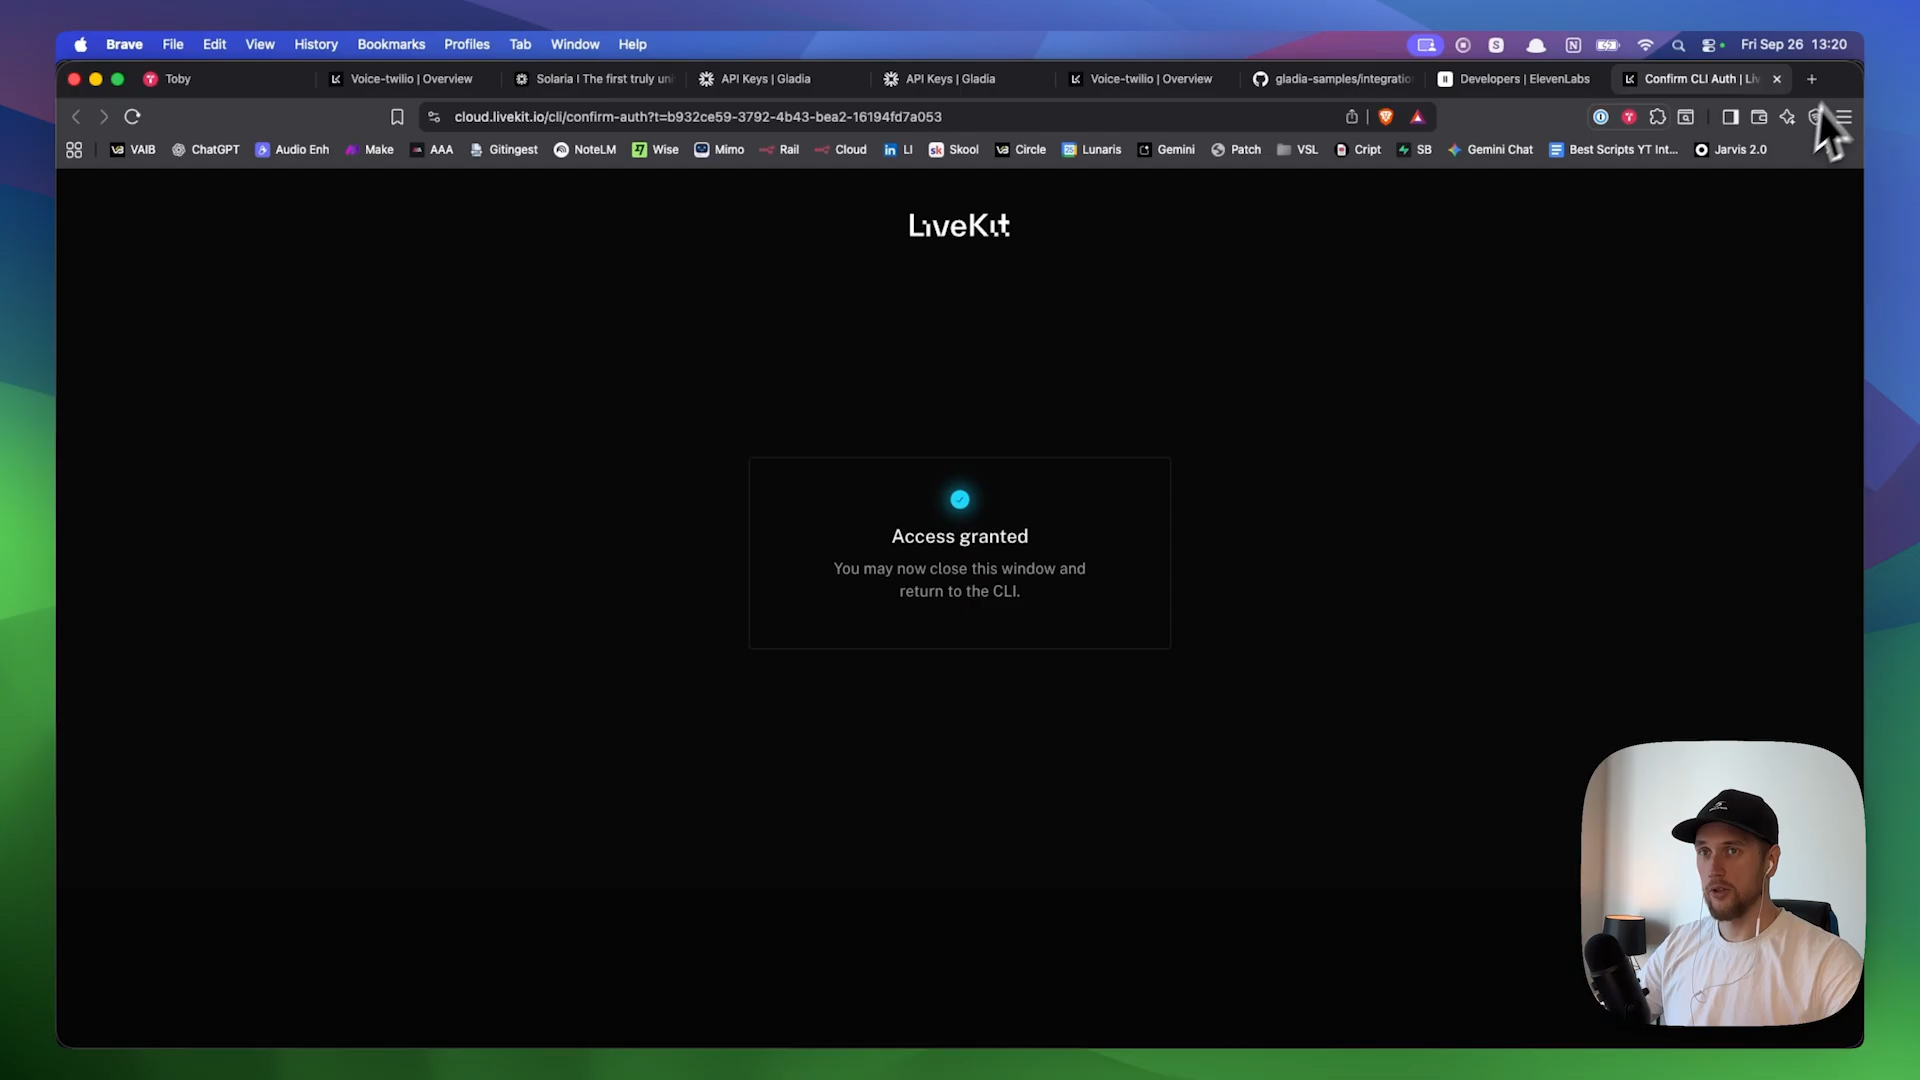 Brave File Edit View History Bookmarks Profiles Tab Window Help
Fri Sep 26 13:20
Toby
Voice-twilio | Overview
Solaria I The first truly uni
API Keys | Gladia
API Keys | Gladia
Voice-twilio | Overview
gladia-samples/integratio
Developers | ElevenLabs
Confirm CLI Auth | Liv
cloud.livekit.io/cli/confirm-auth?t=b932ce59-3792-4b43-bea2-16194fd7a053
VAIB ChatGPT Audio Enh Make AAA Gitingest NoteLM Wise Mimo Rail Cloud LI Skool Circle Lunaris Gemini Patch VSL Cript SB Gemini Chat Best Scripts YT Int... Jarvis 2.0
LiveKit
Access granted
You may now close this window and
return to the CLI.